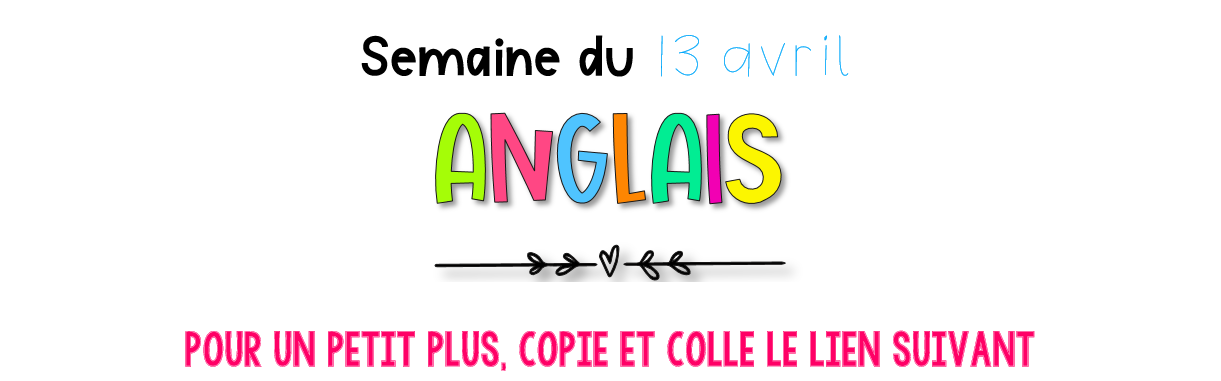 Semaine du 13 avril
ANGLAIS
POUR UN PETIT PLUS, COPIE ET COLLE LE LIEN SUIVANT